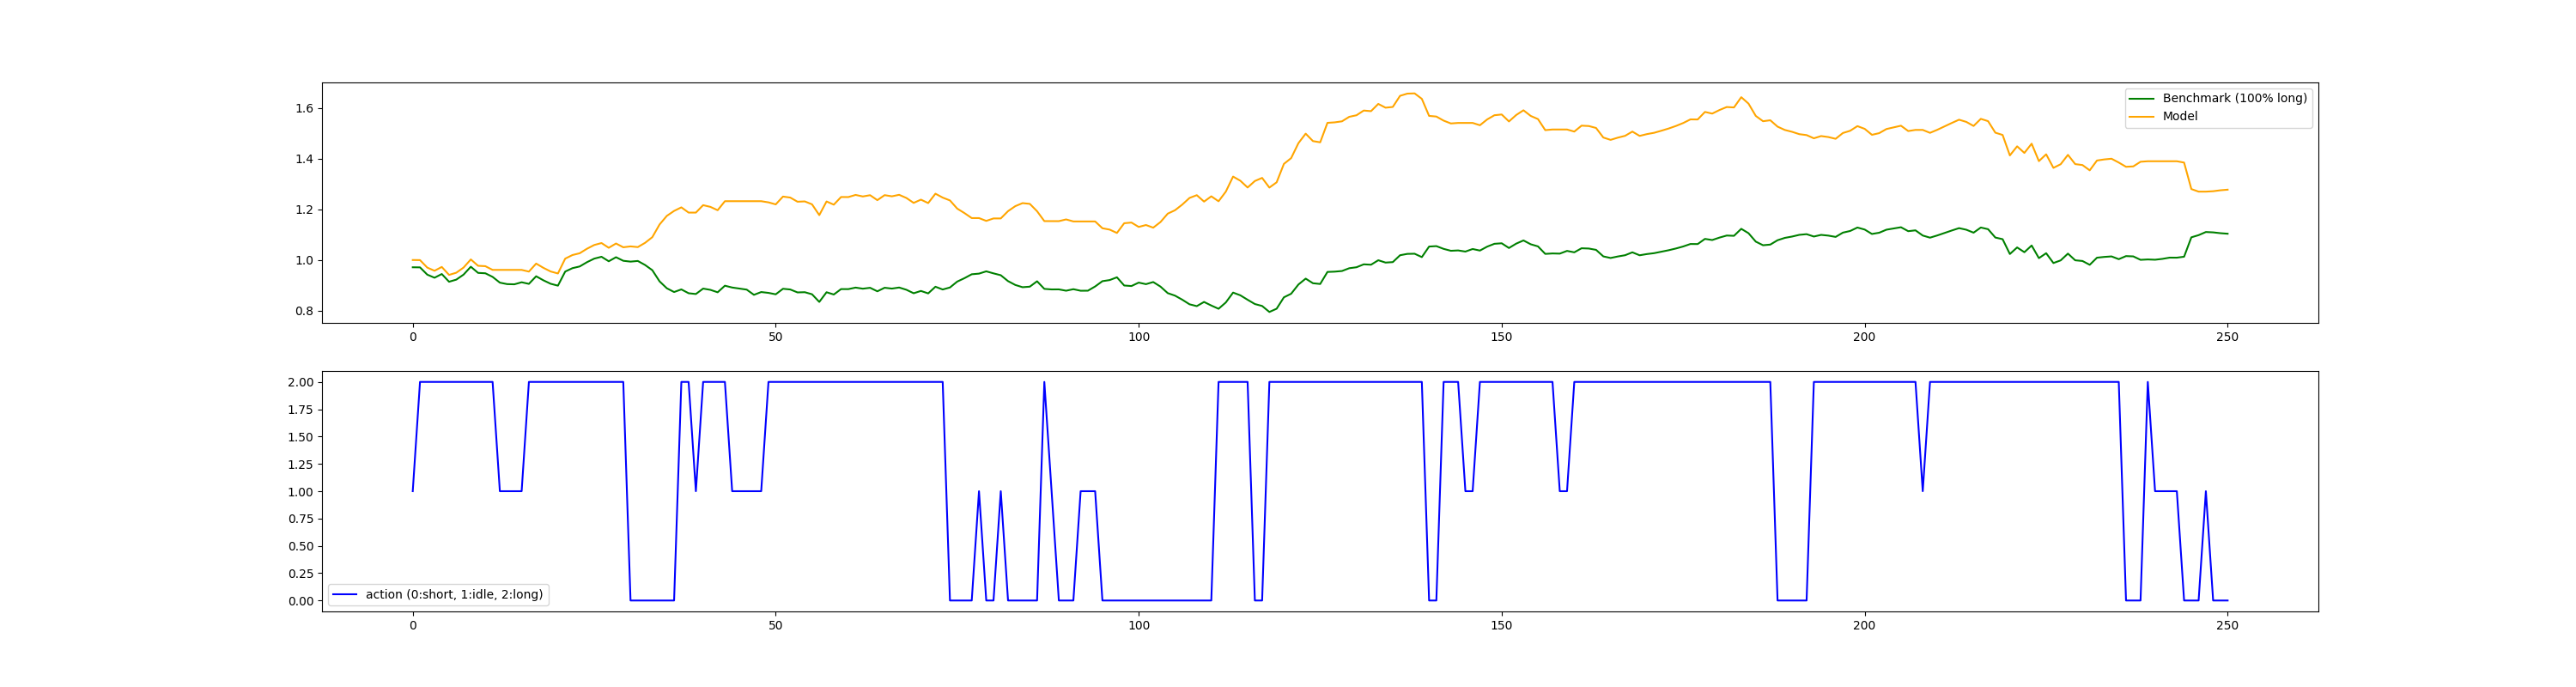 1.6
1.4
1.2
1.0
0.8
Benchmark (100% long)
Model
0 50 100 150 200 250
2.00
1.75
1.50
1.25
1.00
0.75
0.50
0.25
0.00
action (0:short, 1:idle, 2:long)
0 50 100 150 200 250